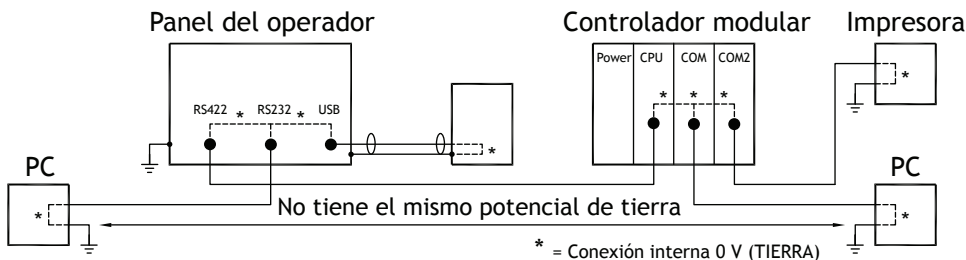 Panel del operador
Controlador modular
Impresora
Power CPU COM COM2
*
* * *
RS422 * RS232 * USB
*
PC
PC
*
No tiene el mismo potencial de tierra
*
* = Conexión interna 0 V (TIERRA)